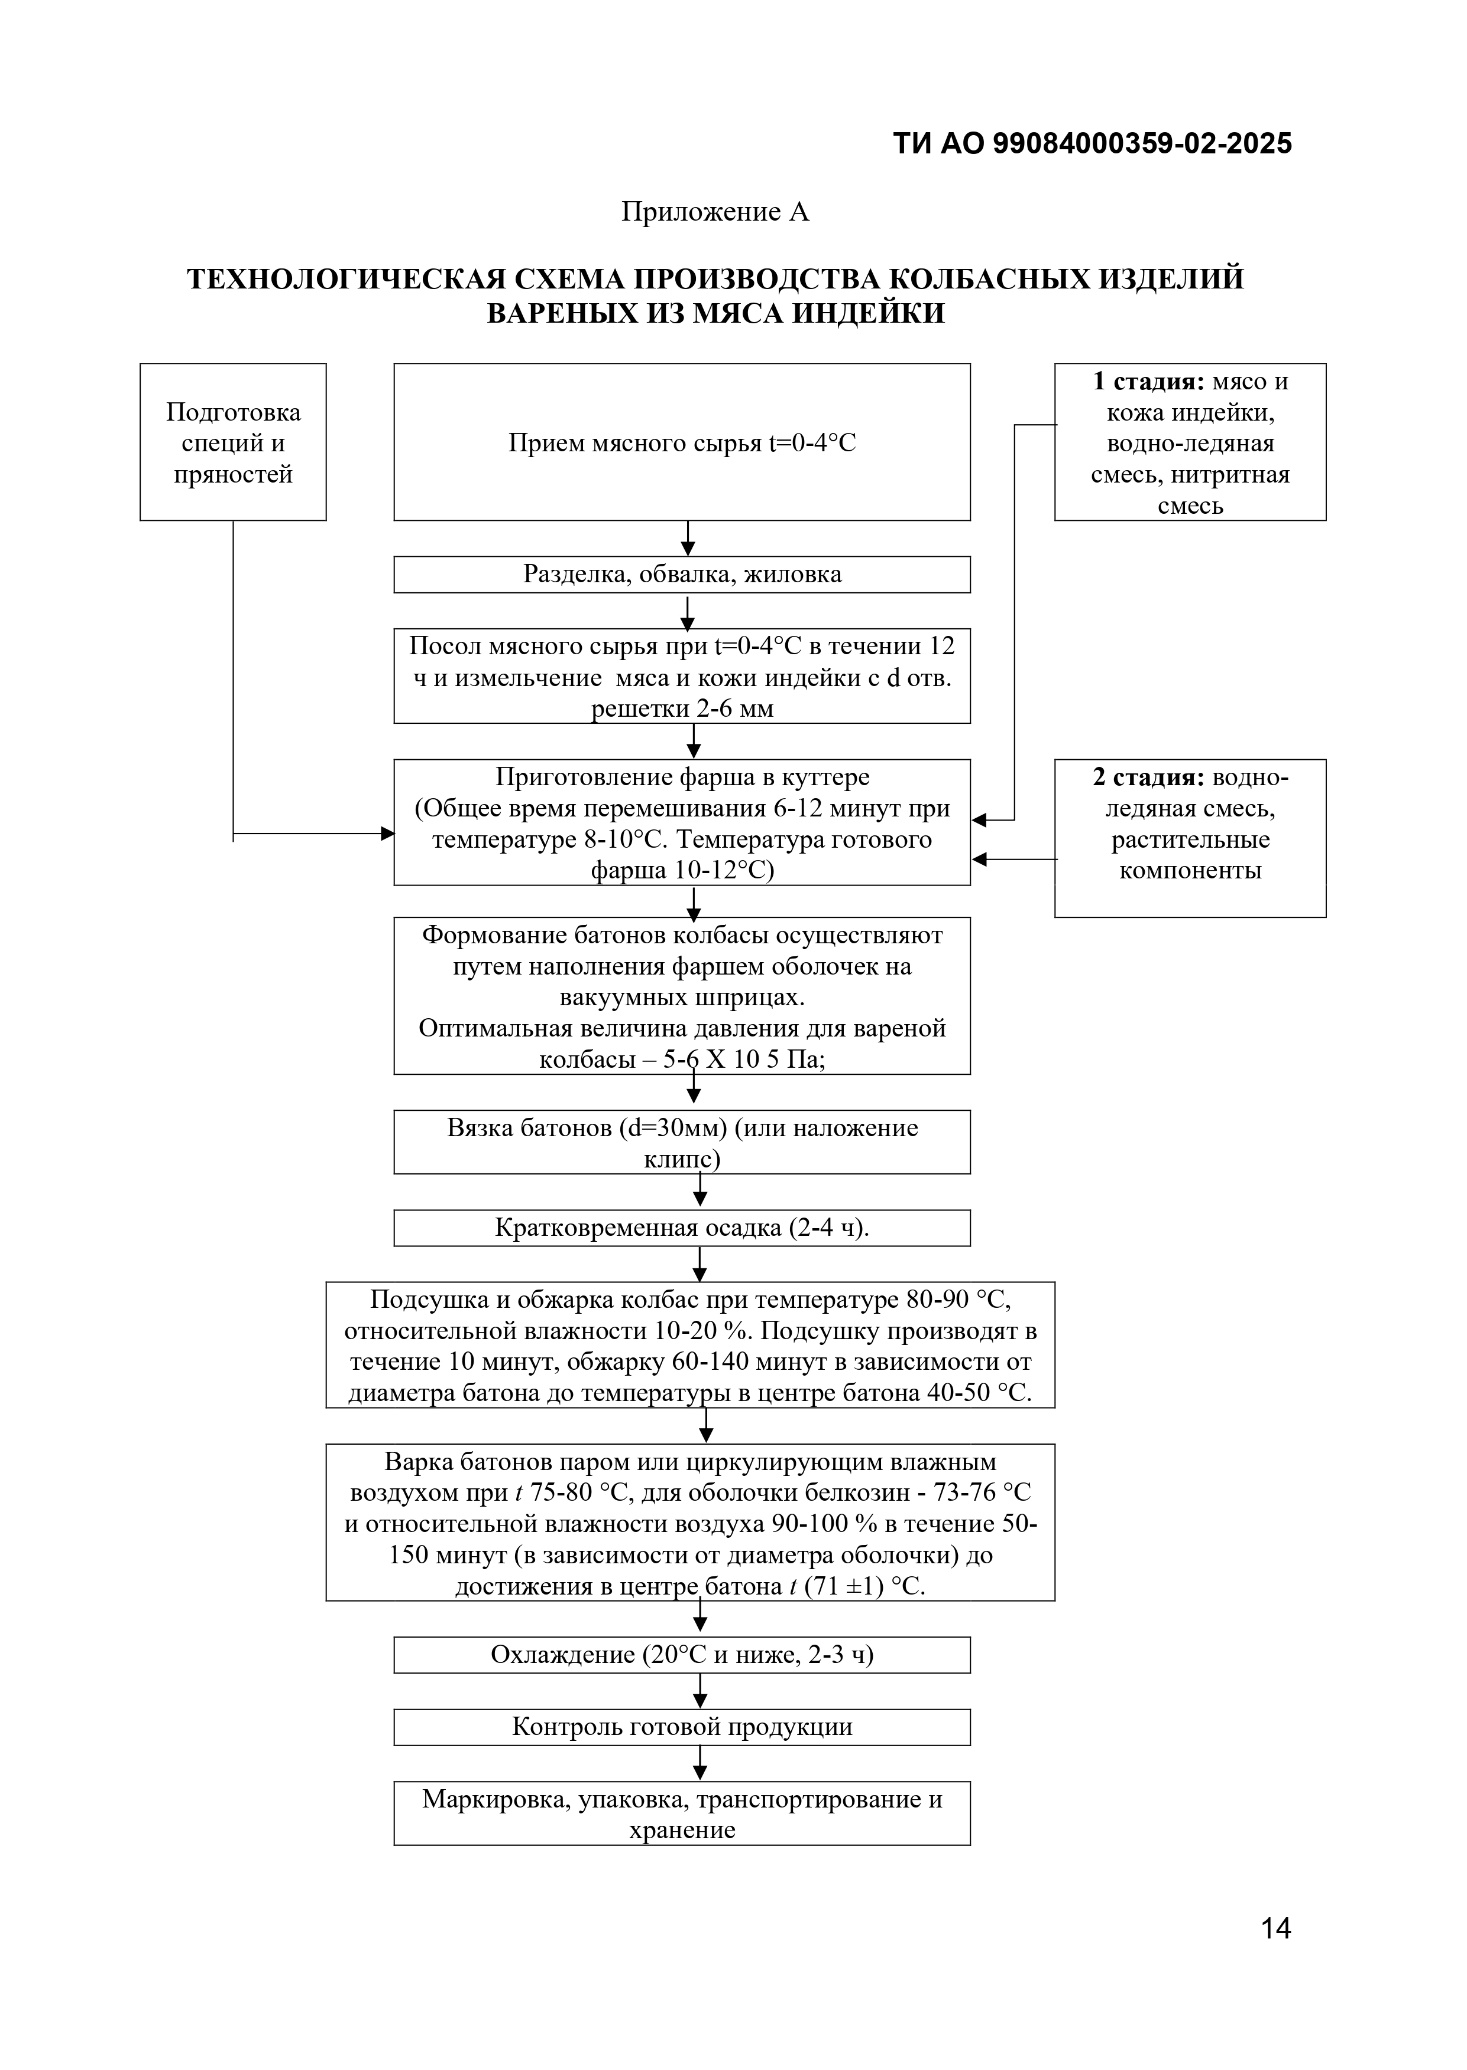 ТИ АО 99084000359-02-2025
Приложение А
ТЕХНОЛОГИЧЕСКАЯ СХЕМА ПРОИЗВОДСТВА КОЛБАСНЫХ ИЗДЕЛИЙ
ВАРЕНЫХ ИЗ МЯСА ИНДЕЙКИ
Подготовка
специй и
пряностей
Прием мясного сырья t=0-4°С
1 стадия: мясо и
кожа индейки,
водно-ледяная
смесь, нитритная
смесь
Разделка, обвалка, жиловка
Посол мясного сырья при t=0-4°С в течении 12
ч и измельчение мяса и кожи индейки с d отв.
решетки 2-6 мм
Приготовление фарша в куттере
(Общее время перемешивания 6-12 минут при
температуре 8-10°С. Температура готового
фарша 10-12°С)
2 стадия: водно-
ледяная смесь,
растительные
компоненты
Формование батонов колбасы осуществляют
путем наполнения фаршем оболочек на
вакуумных шприцах.
Оптимальная величина давления для вареной
колбасы – 5-6 Х 10 5 Па;
Вязка батонов (d=30мм) (или наложение
клипс)
Кратковременная осадка (2-4 ч).
Подсушка и обжарка колбас при температуре 80-90 °С,
относительной влажности 10-20 %. Подсушку производят в
течение 10 минут, обжарку 60-140 минут в зависимости от
диаметра батона до температуры в центре батона 40-50 °С.
Варка батонов паром или циркулирующим влажным
воздухом при t 75-80 °С, для оболочки белкозин - 73-76 °С
и относительной влажности воздуха 90-100 % в течение 50-
150 минут (в зависимости от диаметра оболочки) до
достижения в центре батона t (71 ±1) °С.
Охлаждение (20°С и ниже, 2-3 ч)
Контроль готовой продукции
Маркировка, упаковка, транспортирование и
хранение
14